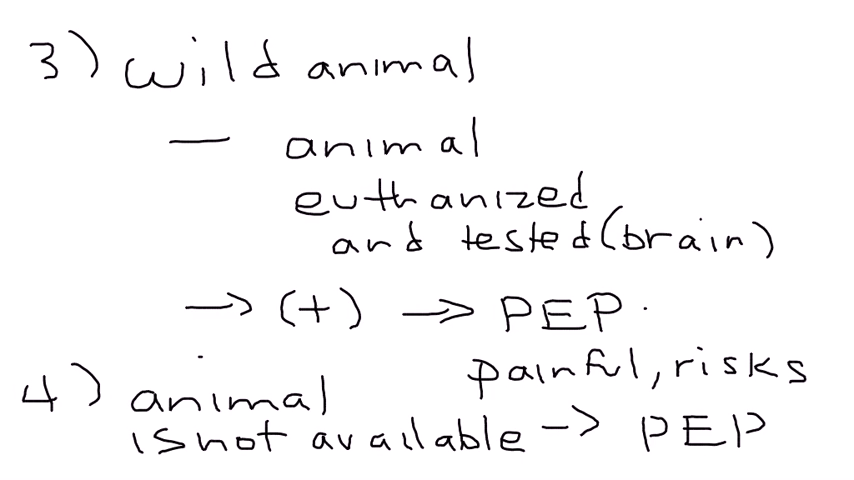 3) wild animal
— animal
euthanized
and tested (brain)
→ (+) → PEP.
painful, risks
4) animal
is not available → PEP